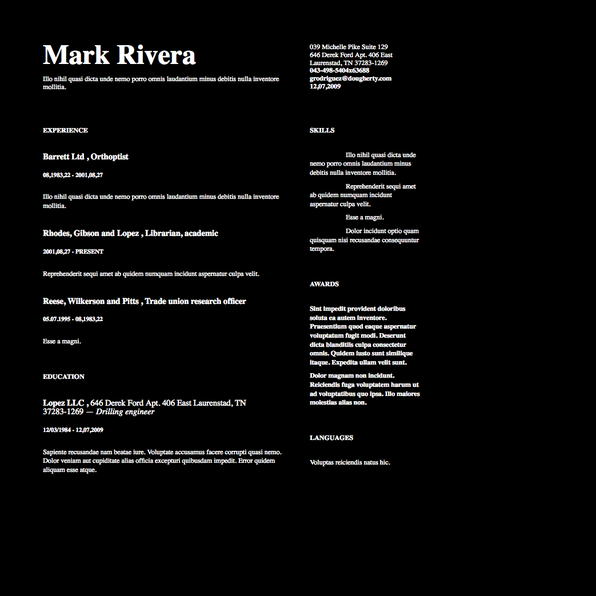 Mark Rivera
Illo nihil quasi dicta unde nemo porro omnis laudantium minus debitis nulla inventore
mollitia.
039 Michelle Pike Suite 129
646 Derek Ford Apt. 406 East
Laurenstad, TN 37283-1269
043-498-5404x63688
grodriguez@dougherty.com
12,07,2009
EXPERIENCE
Barrett Ltd , Orthoptist
08,1983,22 - 2001,08,27
Illo nihil quasi dicta unde nemo porro omnis laudantium minus debitis nulla inventore
mollitia.
Rhodes, Gibson and Lopez , Librarian, academic
2001,08,27 - PRESENT
Reprehenderit sequi amet ab quidem numquam incidunt aspernatur culpa velit.
Reese, Wilkerson and Pitts , Trade union research officer
05.07.1995 - 08,1983,22
Esse a magni.
EDUCATION
Lopez LLC , 646 Derek Ford Apt. 406 East Laurenstad, TN
37283-1269 — Drilling engineer
12/03/1984 - 12,07,2009
Sapiente recusandae nam beatae iure. Voluptate accusamus facere corrupti quasi nemo.
Dolor veniam aut cupiditate alias officia excepturi quibusdam impedit. Error quidem
aliquam esse atque.
SKILLS
Illo nihil quasi dicta unde
nemo porro omnis laudantium minus
debitis nulla inventore mollitia.
Reprehenderit sequi amet
ab quidem numquam incidunt
aspernatur culpa velit.
Esse a magni.
Dolor incidunt optio quam
quisquam nisi recusandae consequuntur
tempora.
AWARDS
Sint impedit provident doloribus
soluta ea autem inventore.
Praesentium quod eaque aspernatur
voluptatum fugit modi. Deserunt
dicta blanditiis culpa consectetur
omnis. Quidem iusto sunt similique
itaque. Expedita ullam velit sunt.
Dolor magnam non incidunt.
Reiciendis fuga voluptatem harum ut
ad voluptatibus quo ipsa. Illo maiores
molestias alias non.
LANGUAGES
Voluptas reiciendis natus hic.